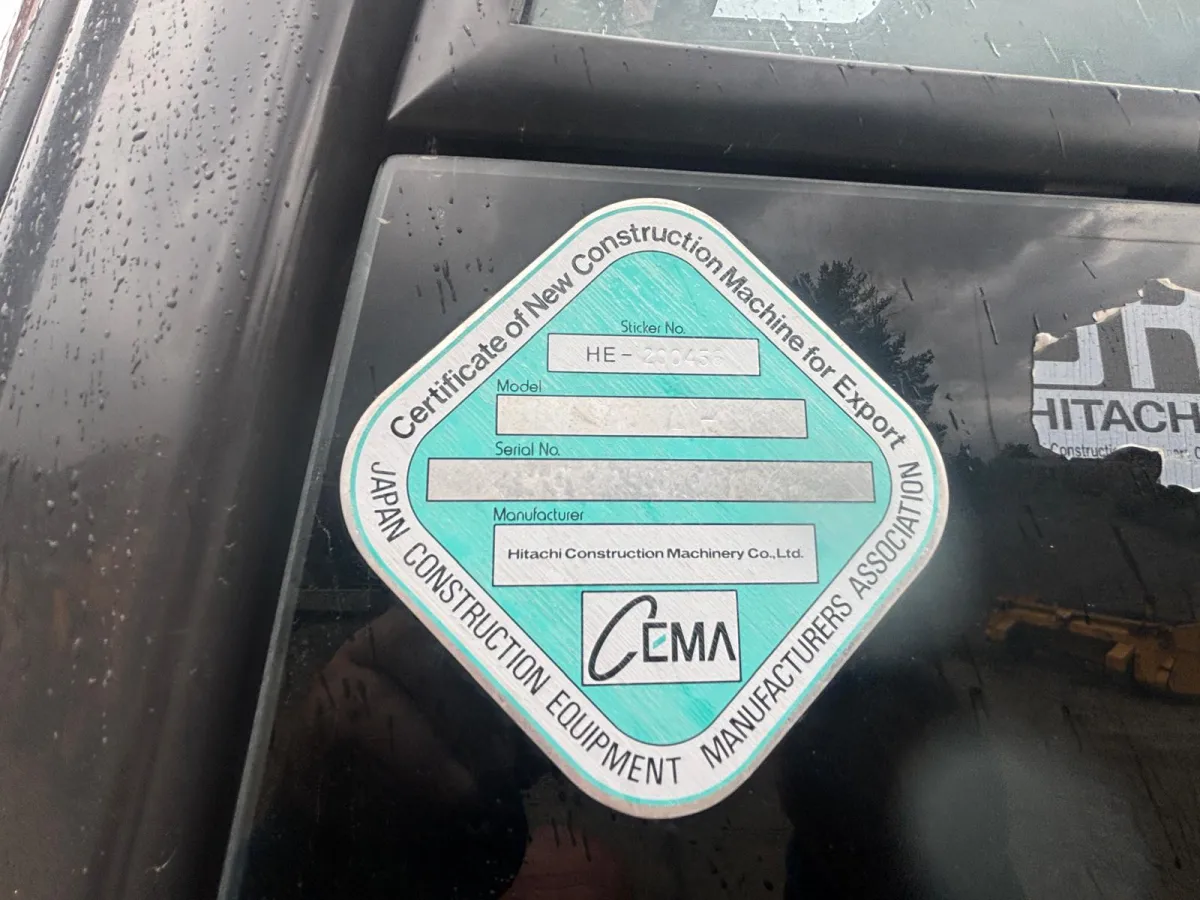 Certificate of New Construction Machine for Export
Sticker No.
HE-
Model
Serial No.
Manufacturer
Hitachi Construction Machinery Co.,Ltd.
CEMA
JAPAN CONSTRUCTION EQUIPMENT MANUFACTURERS ASSOCIATION
HITACHI